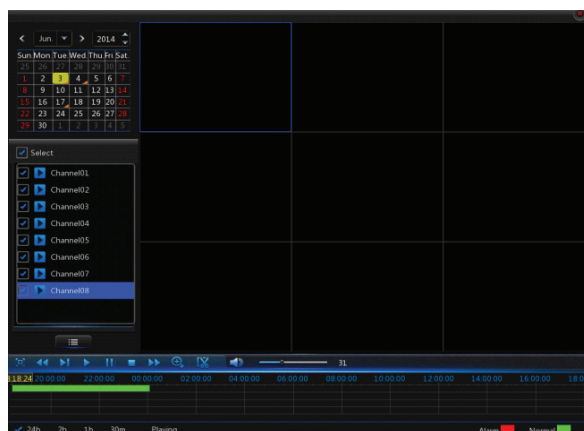 Jun. 2014
Sun. Mon. Tue. Wed. Thu. Fri. Sat.
25 26 27 28 29 30 31
1 2 3 4 5 6 7
8 9 10 11 12 13 14
15 16 17 18 19 20 21
22 23 24 25 26 27 28
29 30 1 2 3 4 5
Select
Channel01
Channel02
Channel03
Channel04
Channel05
Channel06
Channel07
Channel08
31
18:24 20:00:00 22:00:00 00:00:00 02:00:00 04:00:00 06:00:00 08:00:00 10:00:00 12:00:00 14:00:00 16:00:00 18:0
24h 2h 1h 30m Playing Alarm Normal